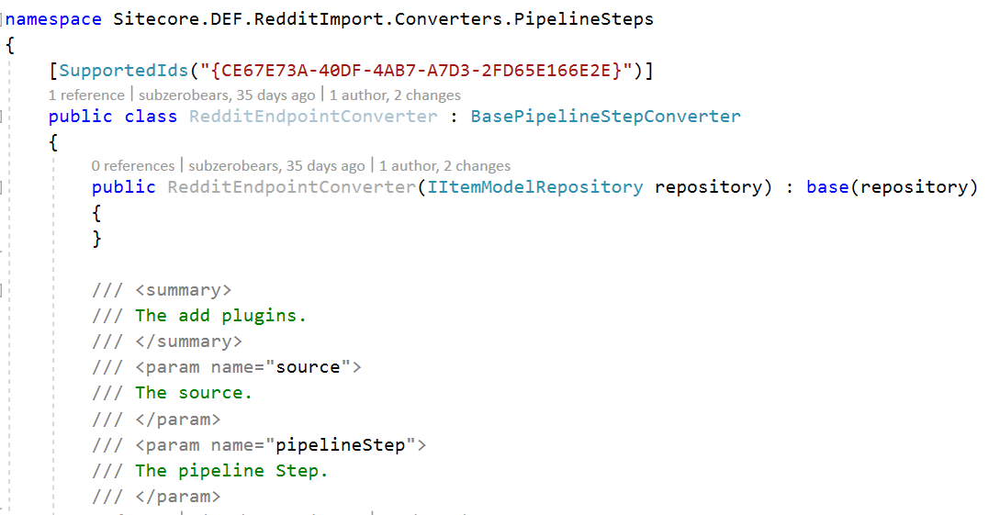 namespace Sitecore.DEF.RedditImport.Converters.PipelineSteps
{
[SupportedIds("{CE67E73A-40DF-4AB7-A7D3-2FD65E166E2E}")]
1 reference | subzerobears, 35 days ago | 1 author, 2 changes
public class RedditEndpointConverter : BasePipelineStepConverter
{
0 references | subzerobears, 35 days ago | 1 author, 2 changes
public RedditEndpointConverter(IItemModelRepository repository) : base(repository)
{
}
/// <summary>
/// The add plugins.
/// </summary>
/// <param name="source">
/// The source.
/// </param>
/// <param name="pipelineStep">
/// The pipeline Step.
/// </param>